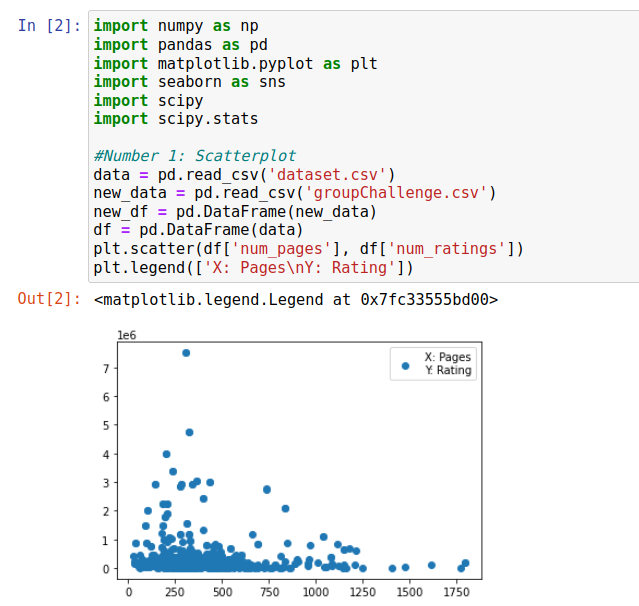 In [2]: import numpy as np
import pandas as pd
import matplotlib.pyplot as plt
import seaborn as sns
import scipy
import scipy.stats
#Number 1: Scatterplot
data = pd.read_csv('dataset.csv')
new_data = pd.read_csv('groupChallenge.csv')
new_df = pd.DataFrame(new_data)
df = pd.DataFrame(data)
plt.scatter(df['num_pages'], df['num_ratings'])
plt.legend(['X: Pages\nY: Rating'])
Out[2]: <matplotlib.legend.Legend at 0x7fc33555bd00>
1e6
X: Pages
Y: Rating
7
6
5
4
3
2
1
0
0 250 500 750 1000 1250 1500 1750